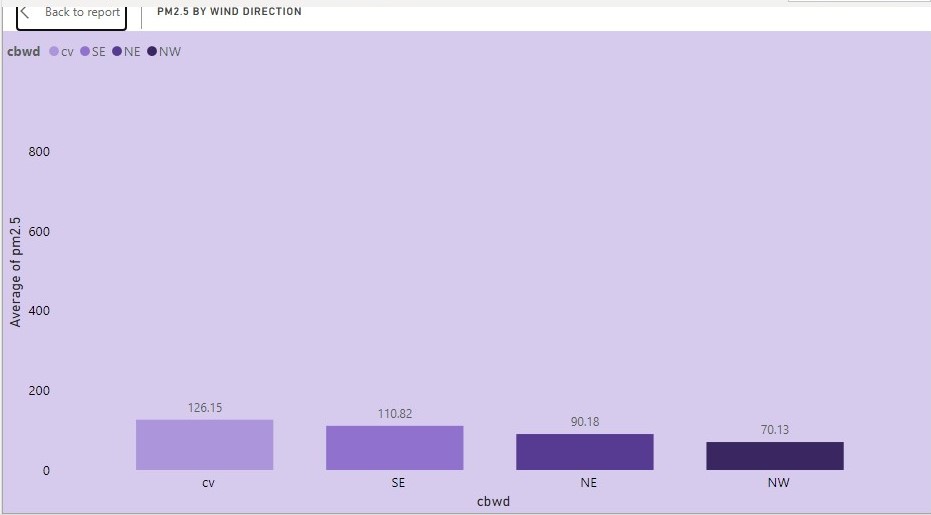 Back to report
PM2.5 BY WIND DIRECTION
cbwd cv SE NE NW
800
600
400
200
0
Average of pm2.5
126.15
110.82
90.18
70.13
cv SE NE NW
cbwd